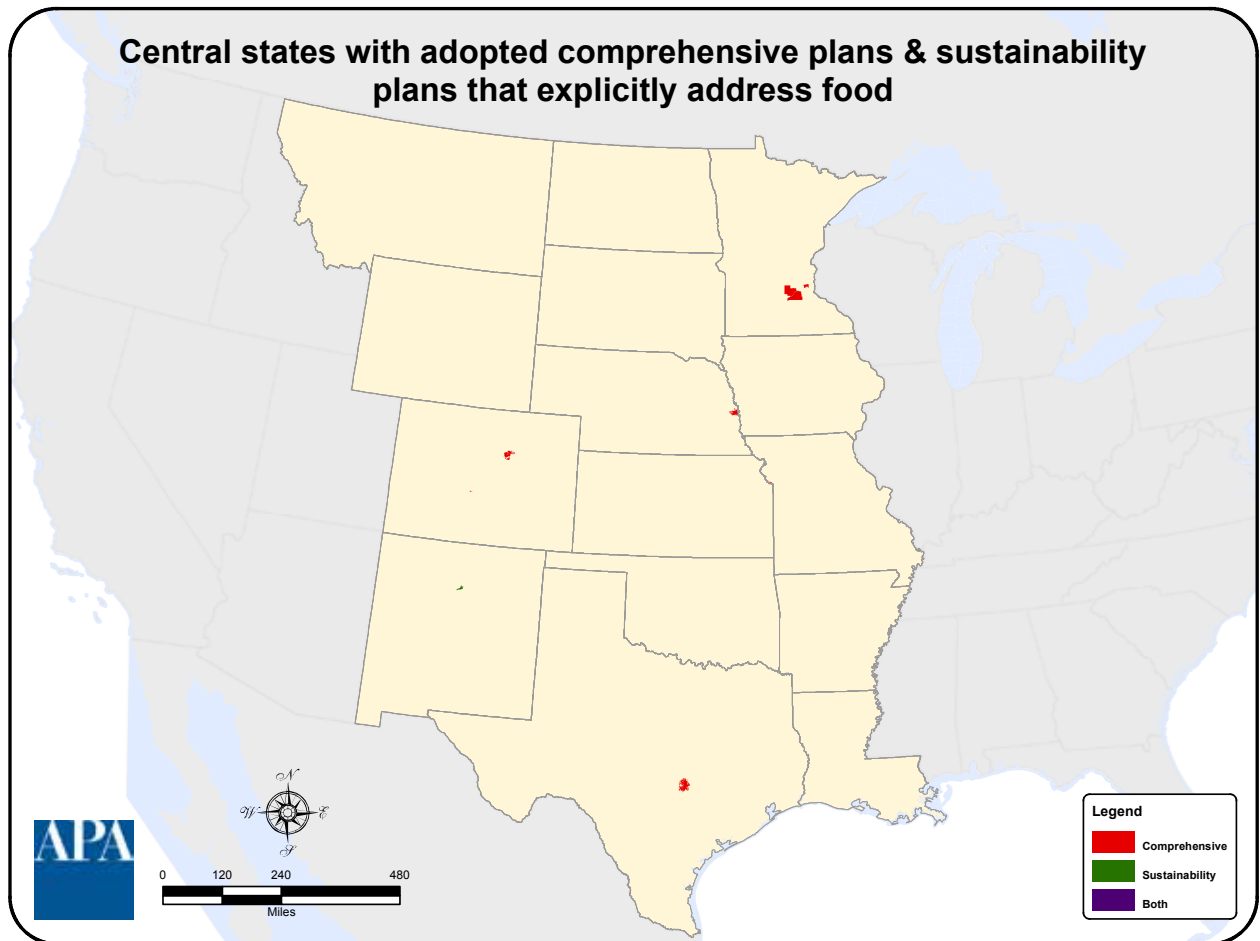 Central states with adopted comprehensive plans & sustainability
plans that explicitly address food
N
W
E
S
APA
0 120 240 480
Miles
Legend
Comprehensive
Sustainability
Both